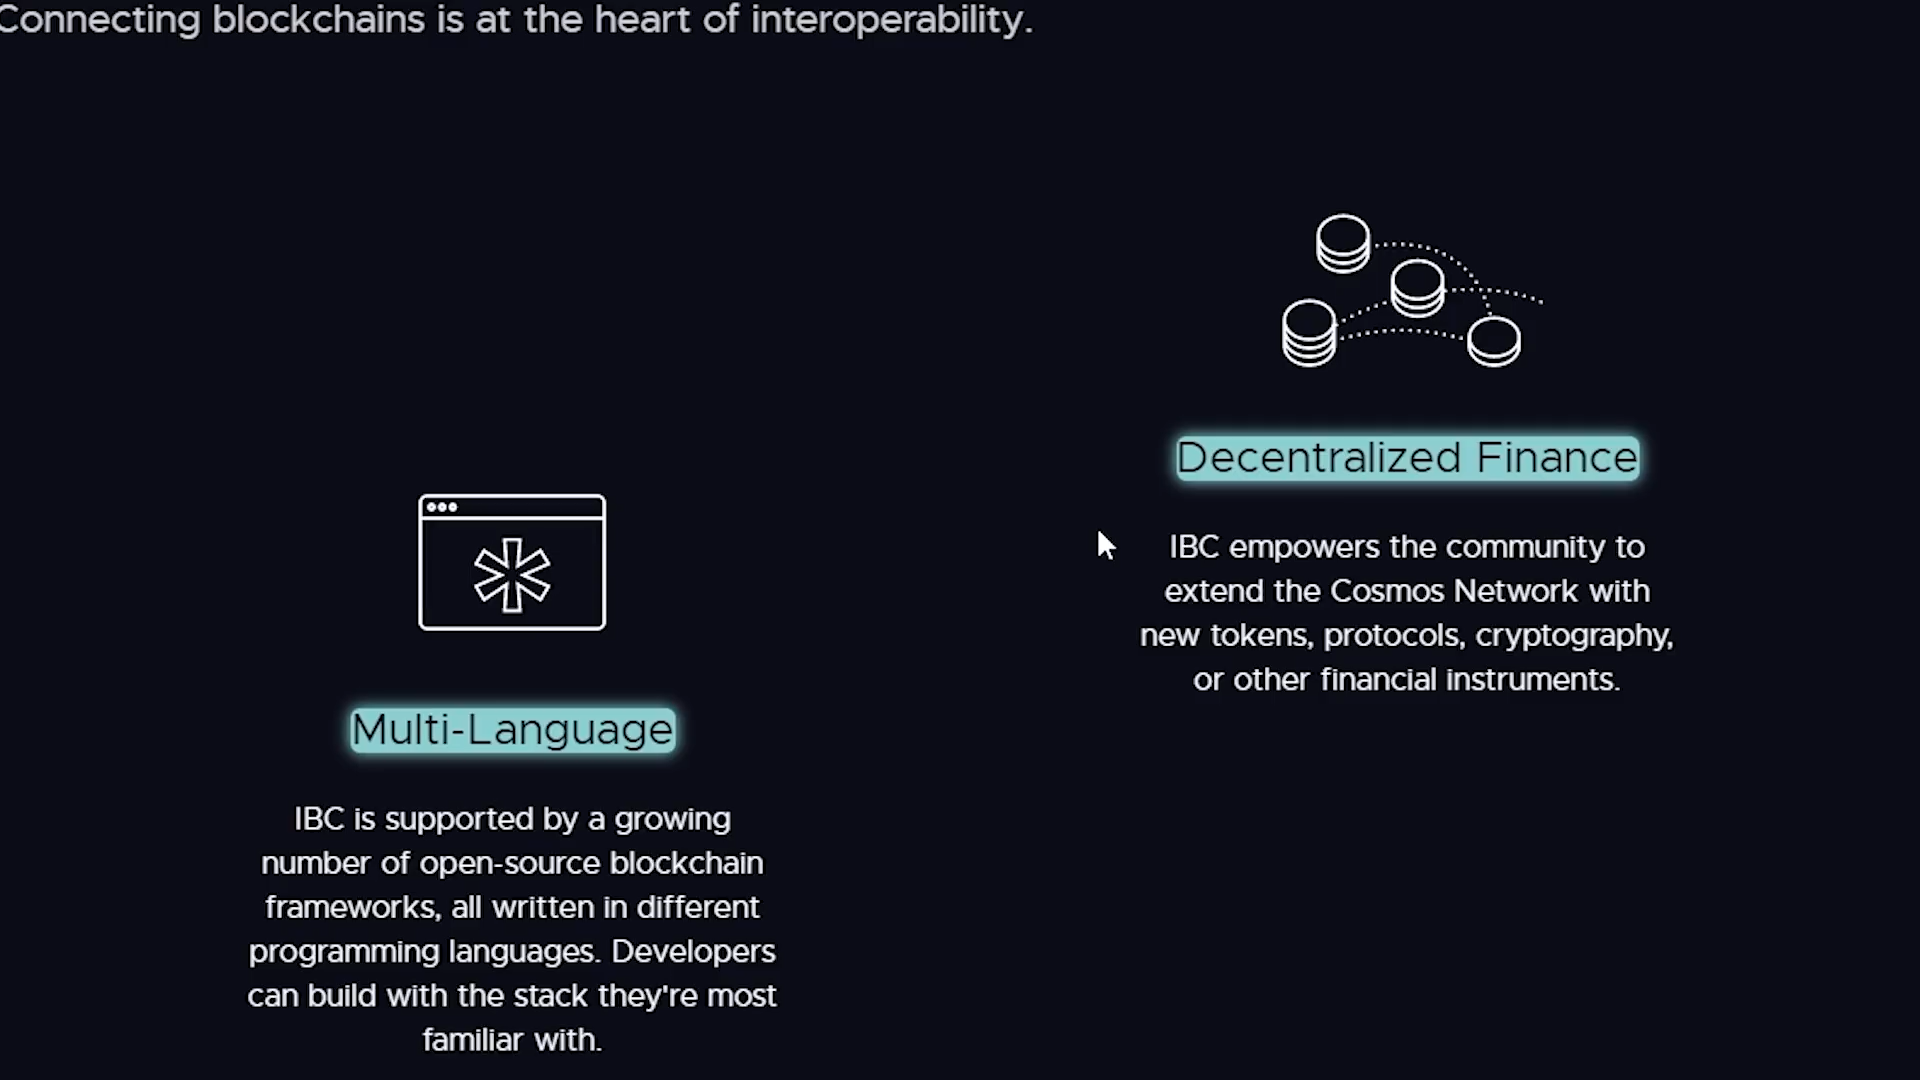 Connecting blockchains is at the heart of interoperability.
Decentralized Finance
IBC empowers the community to
extend the Cosmos Network with
new tokens, protocols, cryptography,
or other financial instruments.
Multi-Language
IBC is supported by a growing
number of open-source blockchain
frameworks, all written in different
programming languages. Developers
can build with the stack they're most
familiar with.